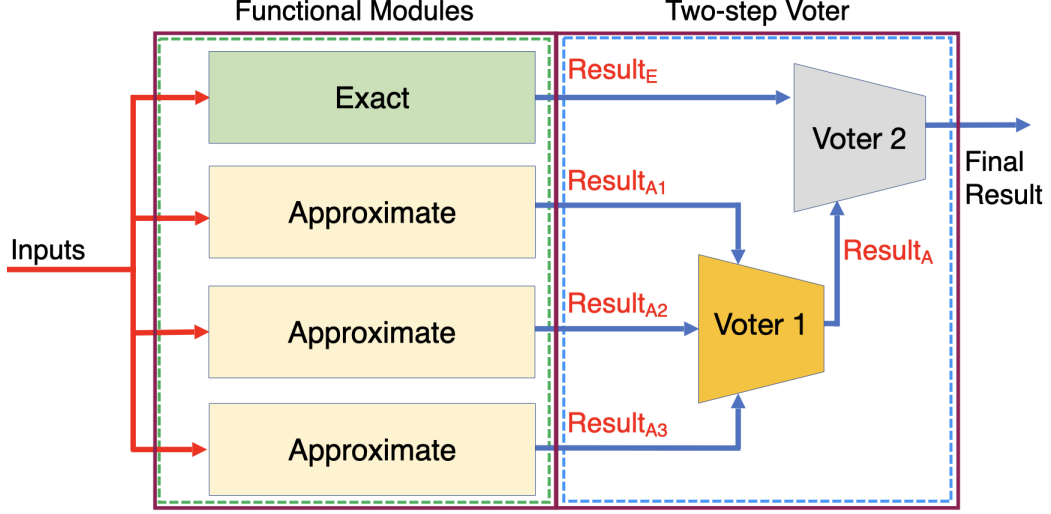 Functional Modules
Two-step Voter
Exact
Result_E
Voter 2
Final
Result
Approximate
Result_A1
Inputs
Result_A
Approximate
Result_A2
Voter 1
Approximate
Result_A3